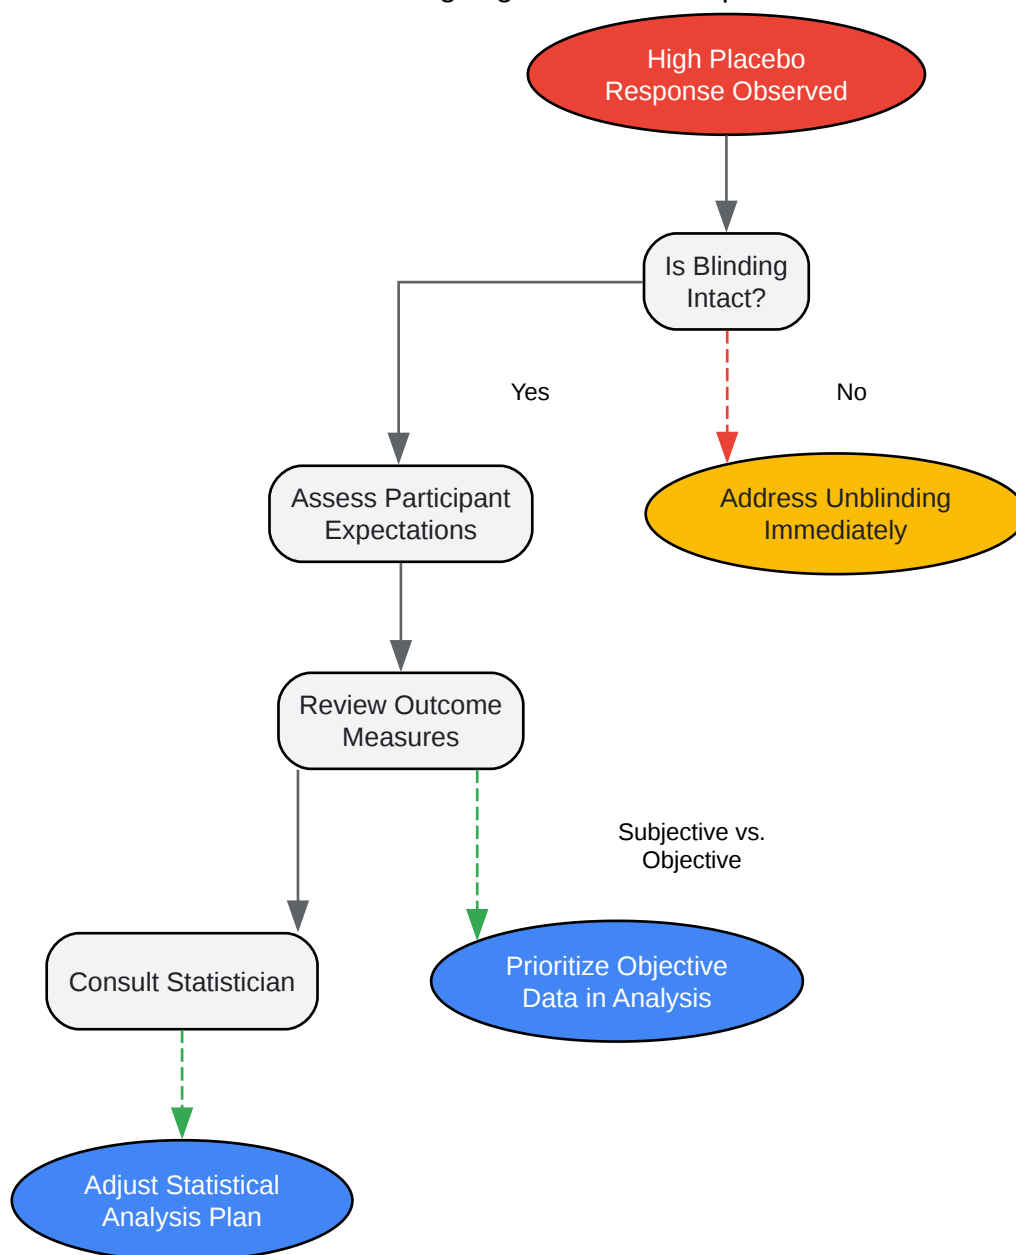 High Placebo
Response Observed
Is Blinding
Intact?
Yes
No
Assess Participant
Expectations
Address Unblinding
Immediately
Review Outcome
Measures
Subjective vs.
Objective
Consult Statistician
Prioritize Objective
Data in Analysis
Adjust Statistical
Analysis Plan